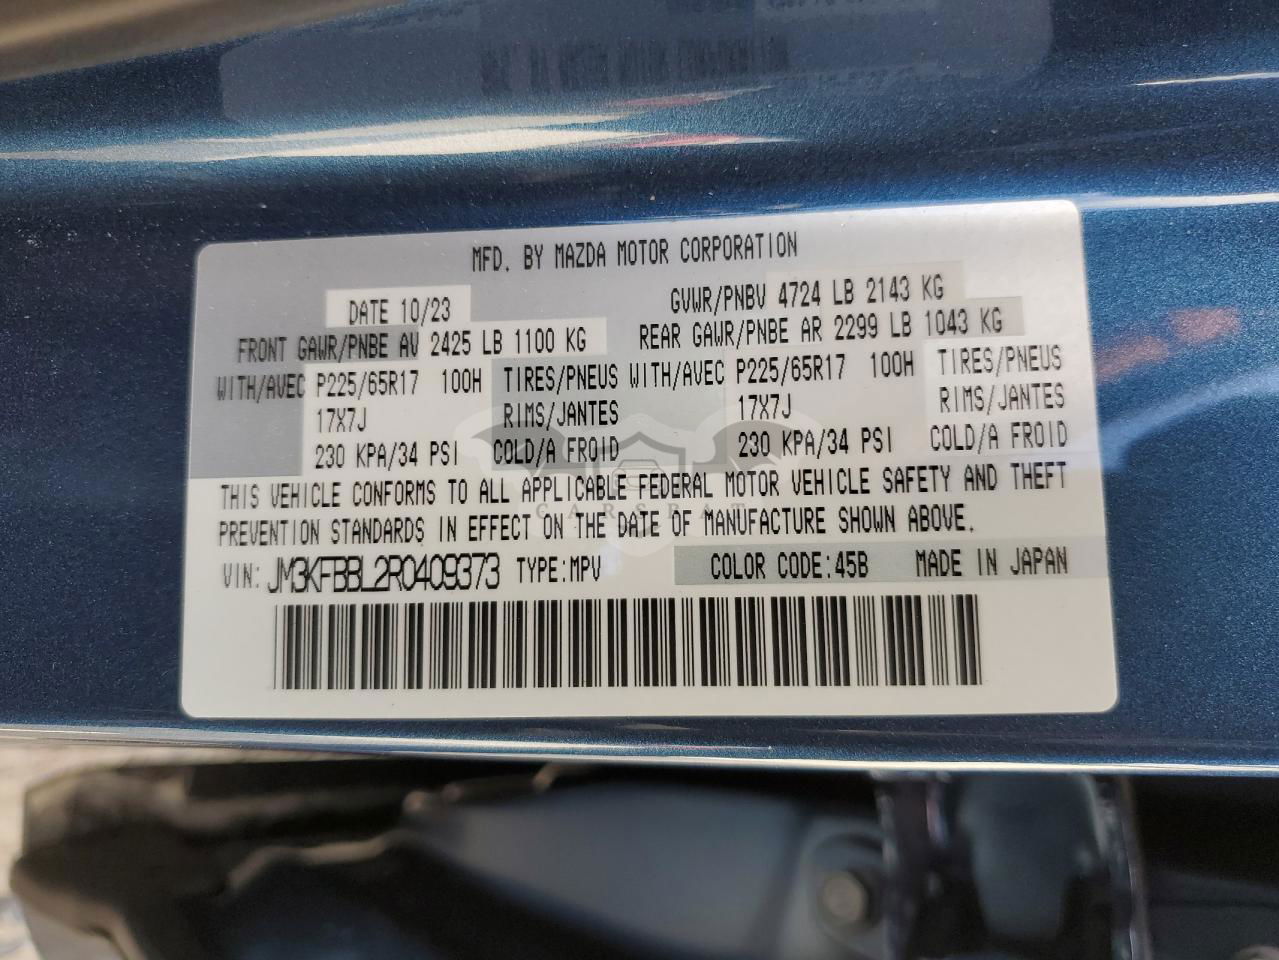 MFD. BY MAZDA MOTOR CORPORATION
DATE 10/23 GVWR/PNBV 4724 LB 2143 KG
FRONT GAWR/PNBE AV 2425 LB 1100 KG REAR GAWR/PNBE AR 2299 LB 1043 KG
WITH/AVEC P225/65R17 100H TIRES/PNEUS WITH/AVEC P225/65R17 100H TIRES/PNEUS
17X7J RIMS/JANTES 17X7J RIMS/JANTES
230 KPA/34 PSI COLD/A FROID 230 KPA/34 PSI COLD/A FROID
THIS VEHICLE CONFORMS TO ALL APPLICABLE FEDERAL MOTOR VEHICLE SAFETY AND THEFT
CARSBAT
PREVENTION STANDARDS IN EFFECT ON THE DATE OF MANUFACTURE SHOWN ABOVE.
VIN: JM3KFBBL2R0409373 TYPE:MPV COLOR CODE:45B MADE IN JAPAN